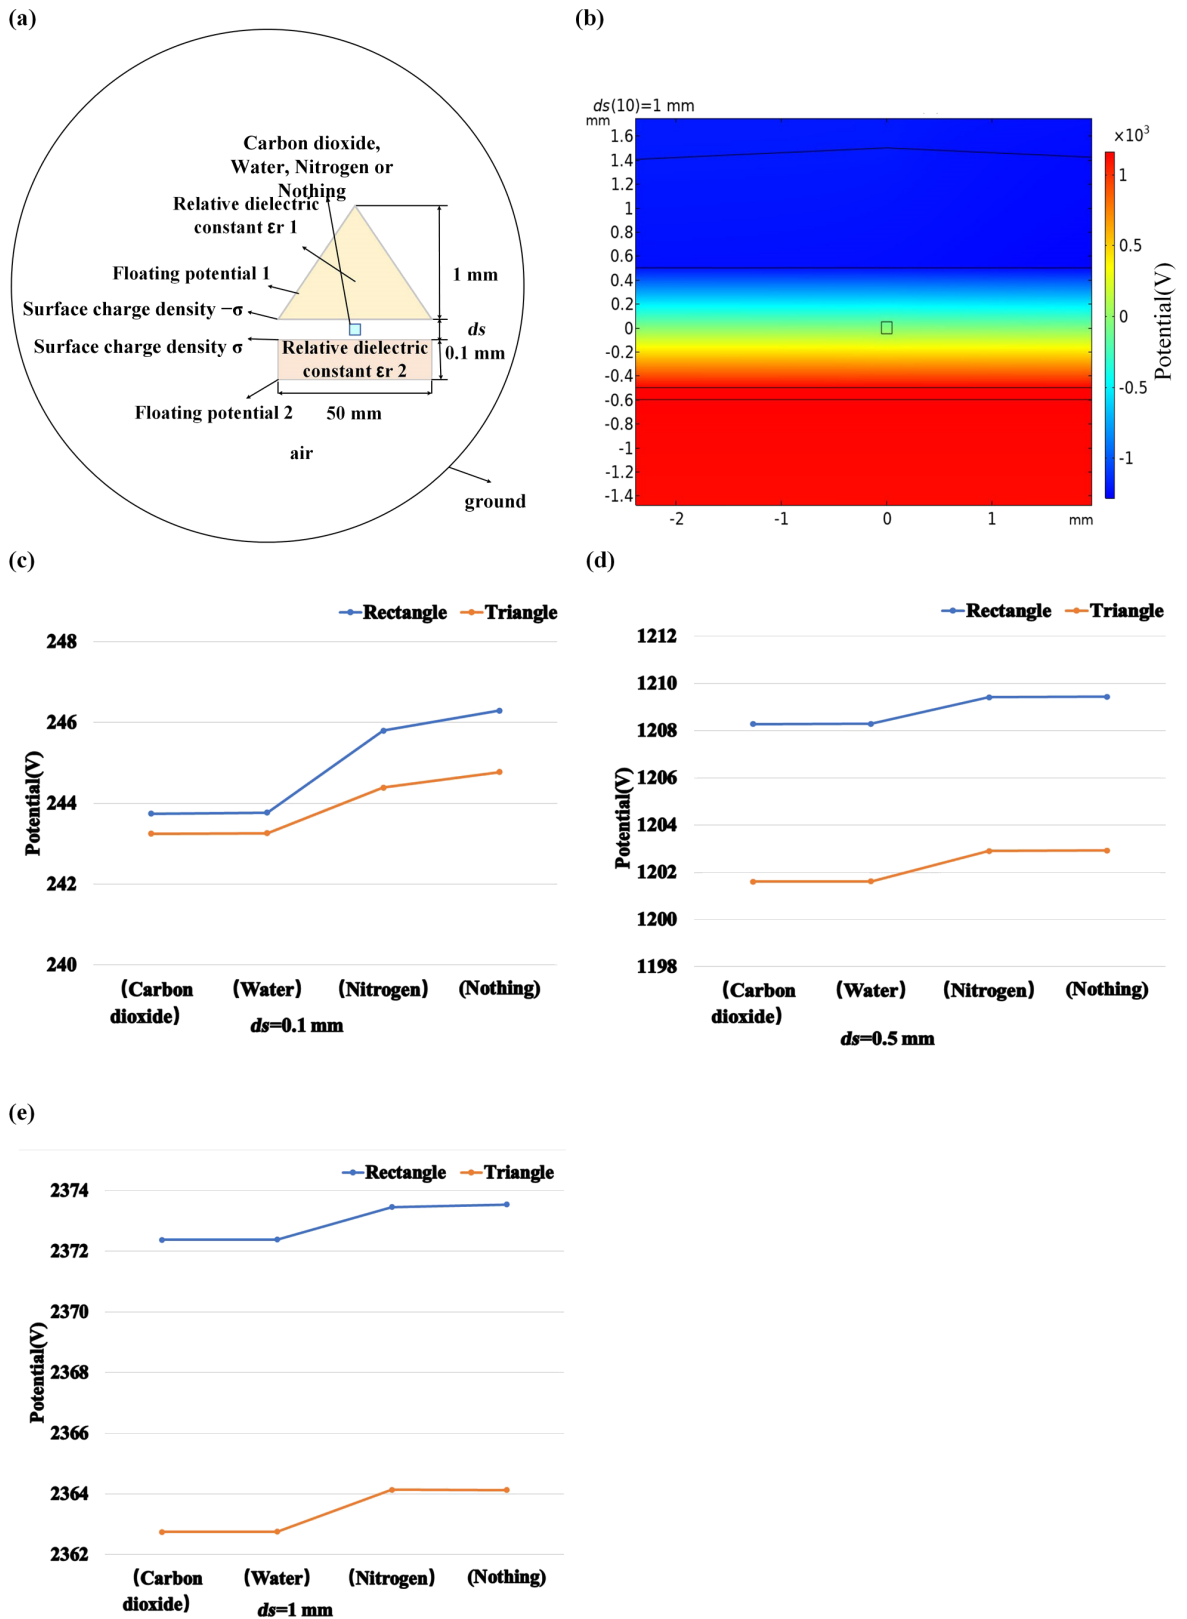 (a)
Carbon dioxide,
Water, Nitrogen or
Nothing
Relative dielectric
constant εr 1
Floating potential 1
1 mm
Surface charge density −σ
ds
Surface charge density σ
0.1 mm
Relative dielectric
constant εr 2
Floating potential 2
50 mm
air
ground
(b)
ds(10)=1 mm
mm
×10³
1.6
1.4
1.2
1
0.8
0.6
0.4
0.2
0
-0.2
-0.4
-0.6
-0.8
-1
-1.2
-1.4
-2
-1
0
1
mm
1
0.5
0
-0.5
-1
Potential(V)
(c)
Rectangle
Triangle
248
246
244
242
240
Potential(V)
(Carbon
dioxide)
(Water)
(Nitrogen)
(Nothing)
ds=0.1 mm
(d)
Rectangle
Triangle
1212
1210
1208
1206
1204
1202
1200
1198
Potential(V)
(Carbon
dioxide)
(Water)
(Nitrogen)
(Nothing)
ds=0.5 mm
(e)
Rectangle
Triangle
2374
2372
2370
2368
2366
2364
2362
Potential(V)
(Carbon
dioxide)
(Water)
(Nitrogen)
(Nothing)
ds=1 mm